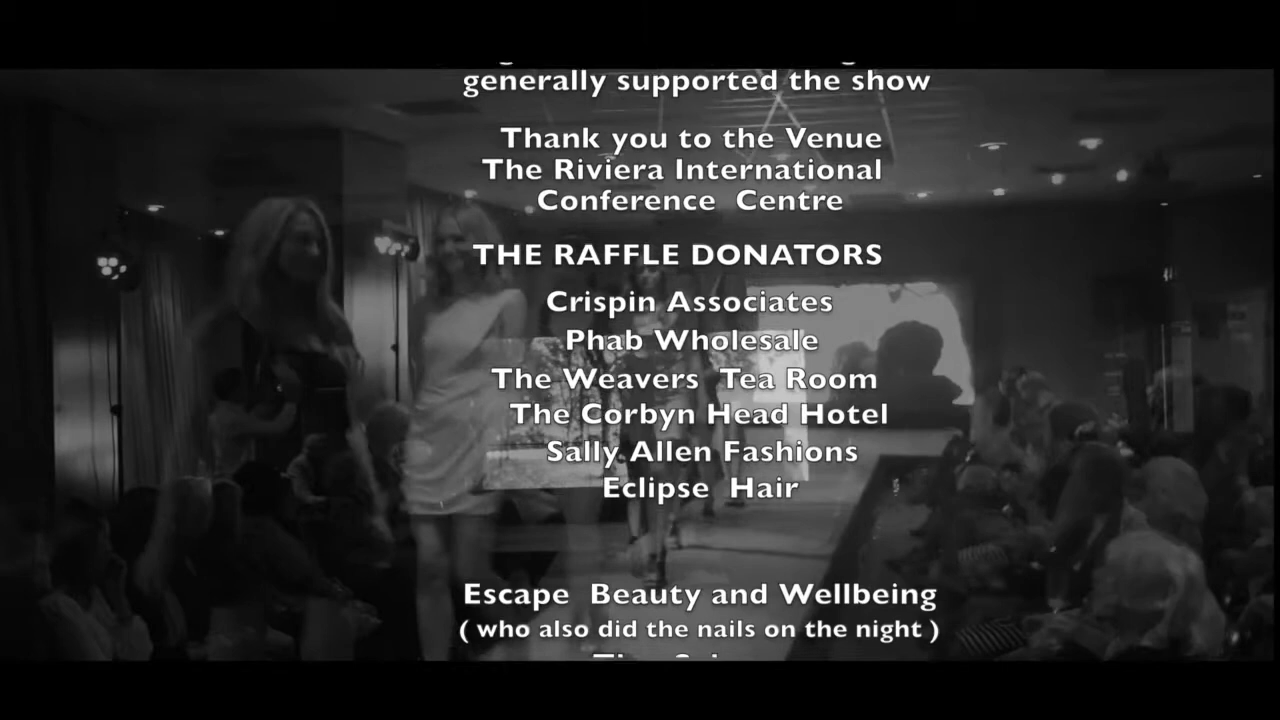 generally supported the show
Thank you to the Venue
The Riviera International
Conference Centre
THE RAFFLE DONATORS
Crispin Associates
Phab Wholesale
The Weavers Tea Room
The Corbyn Head Hotel
Sally Allen Fashions
Eclipse Hair
Escape Beauty and Wellbeing
( who also did the nails on the night )